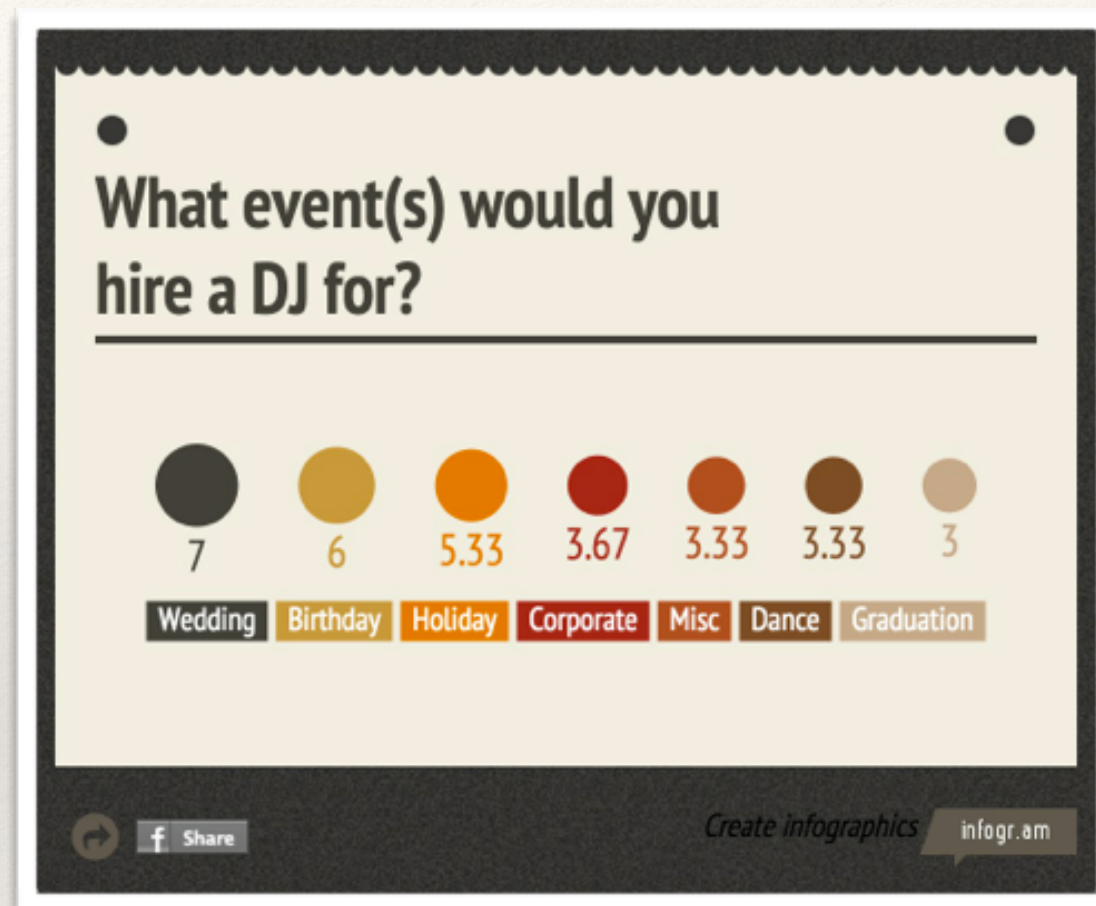 What event(s) would you
hire a DJ for?
7 6 5.33 3.67 3.33 3.33 3
Wedding Birthday Holiday Corporate Misc Dance Graduation
f Share Create infographics infogr.am